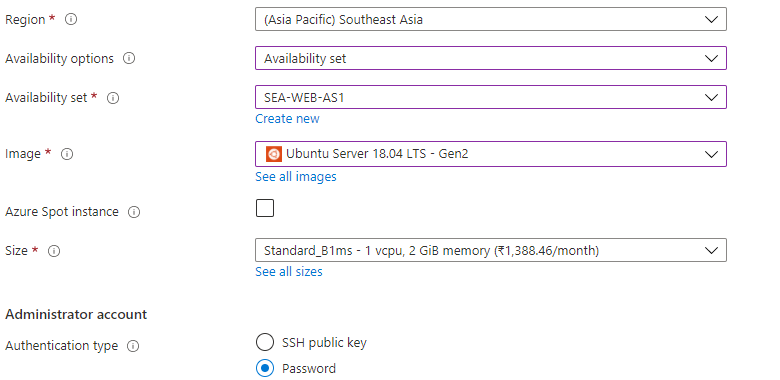 Region *
(Asia Pacific) Southeast Asia
Availability options
Availability set
Availability set *
SEA-WEB-AS1
Create new
Image *
Ubuntu Server 18.04 LTS - Gen2
See all images
Azure Spot instance
Size *
Standard_B1ms - 1 vcpu, 2 GiB memory (₹1,388.46/month)
See all sizes
Administrator account
Authentication type
SSH public key
Password